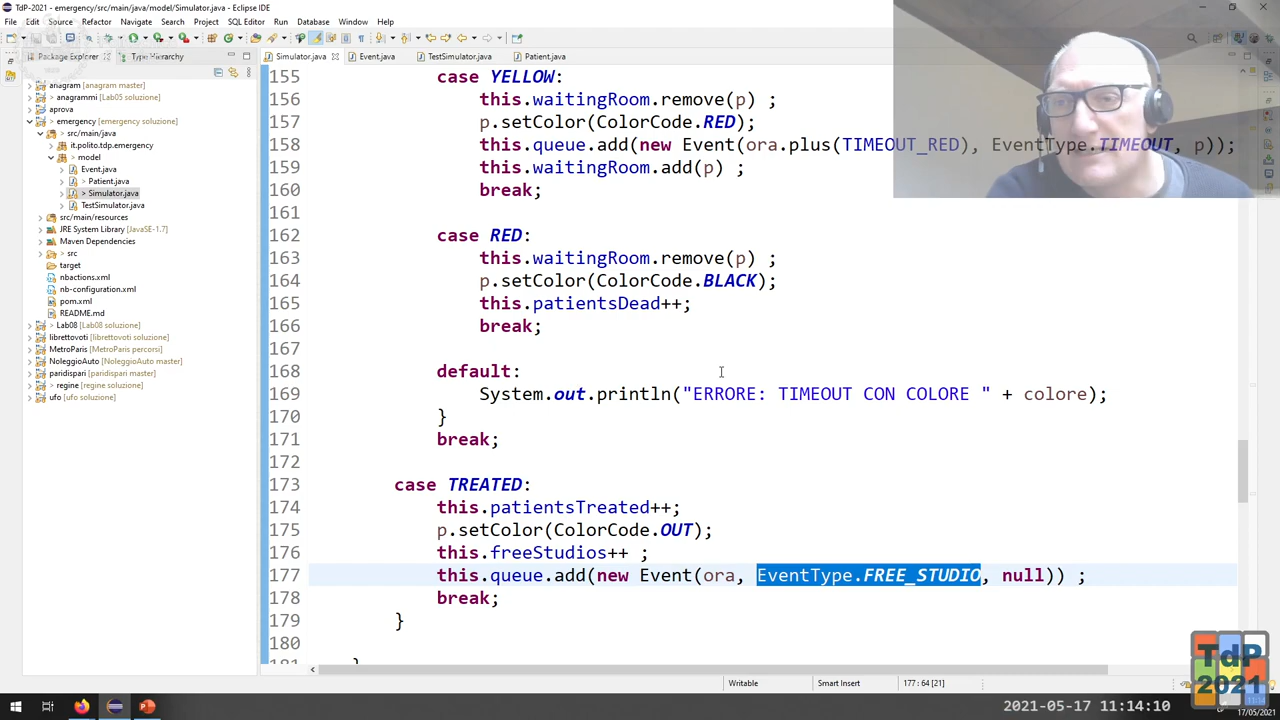 TdP-2021 - emergency/src/main/java/model/Simulator.java - Eclipse IDE
File Edit Source Refactor Navigate Search Project SQL Editor Run Database Window Help
Package Explorer Type Hierarchy
Simulator.java Event.java TestSimulator.java Patient.java
anagram (anagram master)
anagrammi (Lab05 soluzione)
aprova
emergency (emergency soluzione)
src/main/java
it.polito.tdp.emergency
model
Event.java
> Patient.java
> Simulator.java
TestSimulator.java
src/main/resources
JRE System Library [JavaSE-1.7]
Maven Dependencies
> src
target
nbactions.xml
nb-configuration.xml
pom.xml
README.md
> Lab08 (Lab08 soluzione)
librettovoti (librettovoti soluzione)
MetroParis (MetroParis percorsi)
NoleggioAuto (NoleggioAuto master)
paridispari (paridispari master)
> regine (regine soluzione)
ufo (ufo soluzione)
155 case YELLOW:
156 this.waitingRoom.remove(p) ;
157 p.setColor(ColorCode.RED);
158 this.queue.add(new Event(ora.plus(TIMEOUT_RED), EventType.TIMEOUT, p));
159 this.waitingRoom.add(p) ;
160 break;
161
162 case RED:
163 this.waitingRoom.remove(p) ;
164 p.setColor(ColorCode.BLACK);
165 this.patientsDead++;
166 break;
167
168 default:
169 System.out.println("ERRORE: TIMEOUT CON COLORE " + colore);
170 }
171 break;
172
173 case TREATED:
174 this.patientsTreated++;
175 p.setColor(ColorCode.OUT);
176 this.freeStudios++ ;
177 this.queue.add(new Event(ora, EventType.FREE_STUDIO, null)) ;
178 break;
179 }
180
181 }
Writable Smart Insert 177 : 64 [21]
TdP
2021
2021-05-17 11:14:10
17/05/2021